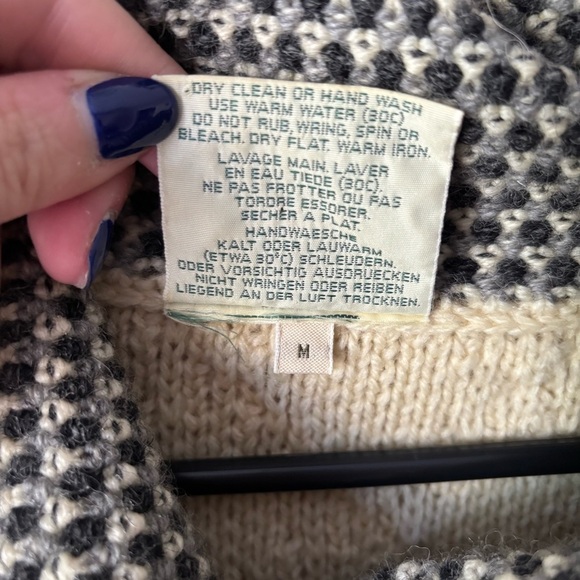 DRY CLEAN OR HAND WASH
USE WARM WATER (30C)
DO NOT RUB, WRING, SPIN OR
BLEACH. DRY FLAT. WARM IRON.
LAVAGE MAIN. LAVER
EN EAU TIEDE (30C).
NE PAS FROTTER OU PAS
TORDRE ESSORER.
SECHER A PLAT.
HANDWAESCHE
KALT ODER LAUWARM
(ETWA 30°C) SCHLEUDERN.
ODER VORSICHTIG AUSDRUECKEN
NICHT WRINGEN ODER REIBEN
LIEGEND AN DER LUFT TROCKNEN.
M